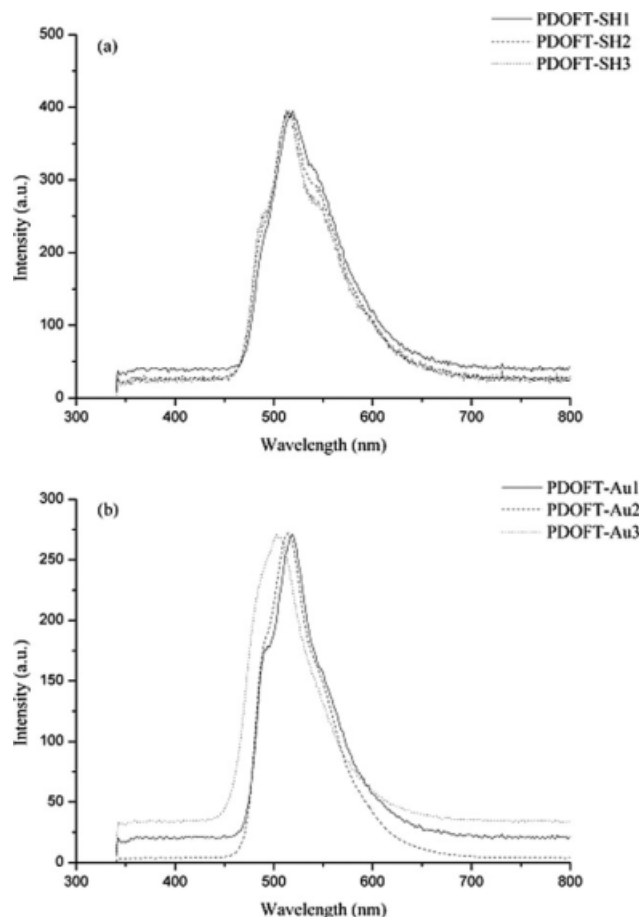 (a)
PDOFT-SH1
PDOFT-SH2
PDOFT-SH3
500
400
300
200
100
0
Intensity (a.u.)
300 400 500 600 700 800
Wavelength (nm)
(b)
PDOFT-Au1
PDOFT-Au2
PDOFT-Au3
300
250
200
150
100
50
0
Intensity (a.u.)
300 400 500 600 700 800
Wavelength (nm)